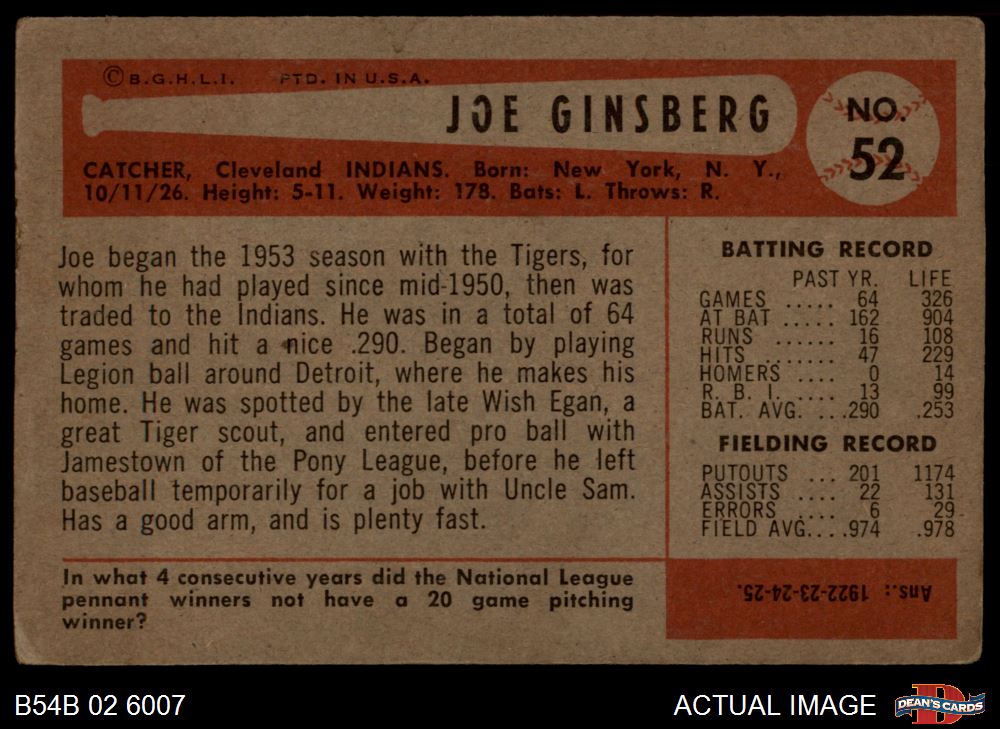 © B.G.H.L.I. PTD. IN U.S.A.
JOE GINSBERG
NO. 52
CATCHER, Cleveland INDIANS. Born: New York, N. Y.,
10/11/26. Height: 5-11. Weight: 178. Bats: L. Throws: R.
Joe began the 1953 season with the Tigers, for
whom he had played since mid-1950, then was
traded to the Indians. He was in a total of 64
games and hit a nice .290. Began by playing
Legion ball around Detroit, where he makes his
home. He was spotted by the late Wish Egan, a
great Tiger scout, and entered pro ball with
Jamestown of the Pony League, before he left
baseball temporarily for a job with Uncle Sam.
Has a good arm, and is plenty fast.
BATTING RECORD
PAST YR. LIFE
GAMES ..... 64 326
AT BAT ..... 162 904
RUNS ...... 16 108
HITS ....... 47 229
HOMERS .... 0 14
R. B. I. ..... 13 99
BAT. AVG. ... .290 .253
FIELDING RECORD
PUTOUTS ... 201 1174
ASSISTS .... 22 131
ERRORS .... 6 29
FIELD AVG.... .974 .978
In what 4 consecutive years did the National League
pennant winners not have a 20 game pitching
winner?
Ans.: 1922-23-24-25.
B54B 02 6007
ACTUAL IMAGE
D
DEAN'S CARDS